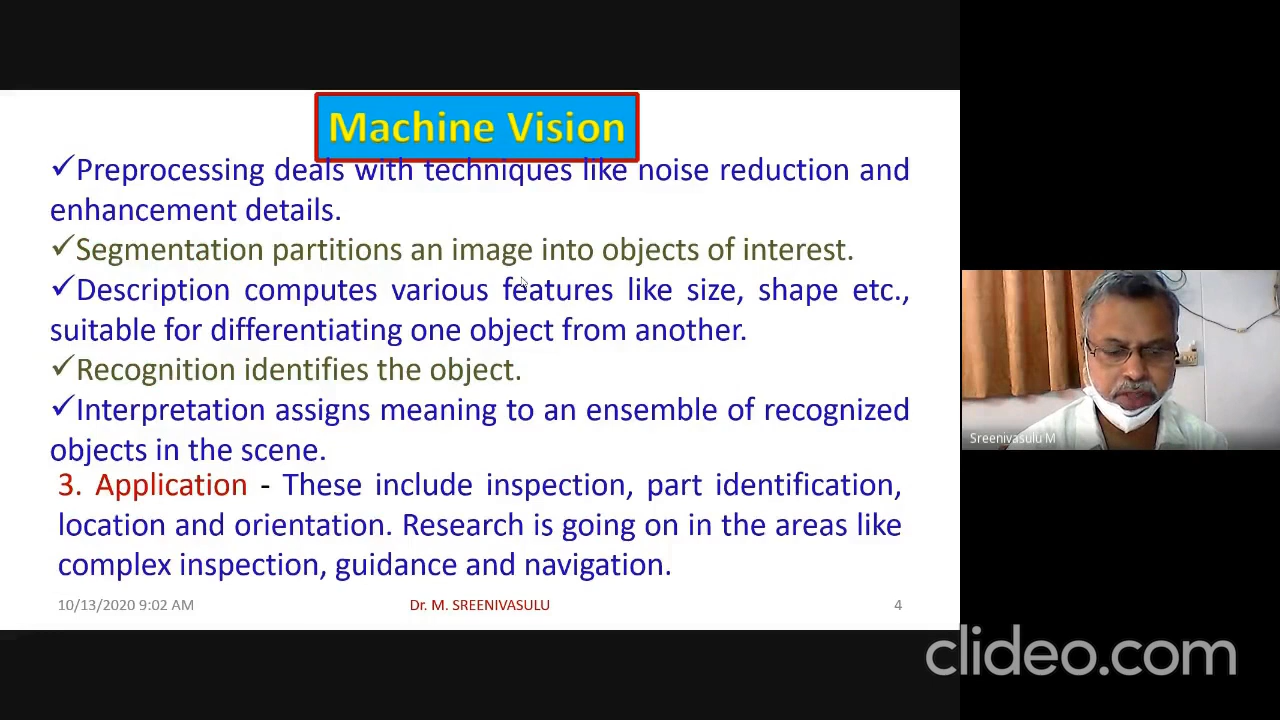 Machine Vision
✓Preprocessing deals with techniques like noise reduction and
enhancement details.
✓Segmentation partitions an image into objects of interest.
✓Description computes various features like size, shape etc.,
suitable for differentiating one object from another.
✓Recognition identifies the object.
✓Interpretation assigns meaning to an ensemble of recognized
objects in the scene.
3. Application - These include inspection, part identification,
location and orientation. Research is going on in the areas like
complex inspection, guidance and navigation.
10/13/2020 9:02 AM
Dr. M. SREENIVASULU
4
Sreenivasulu M
clideo.com